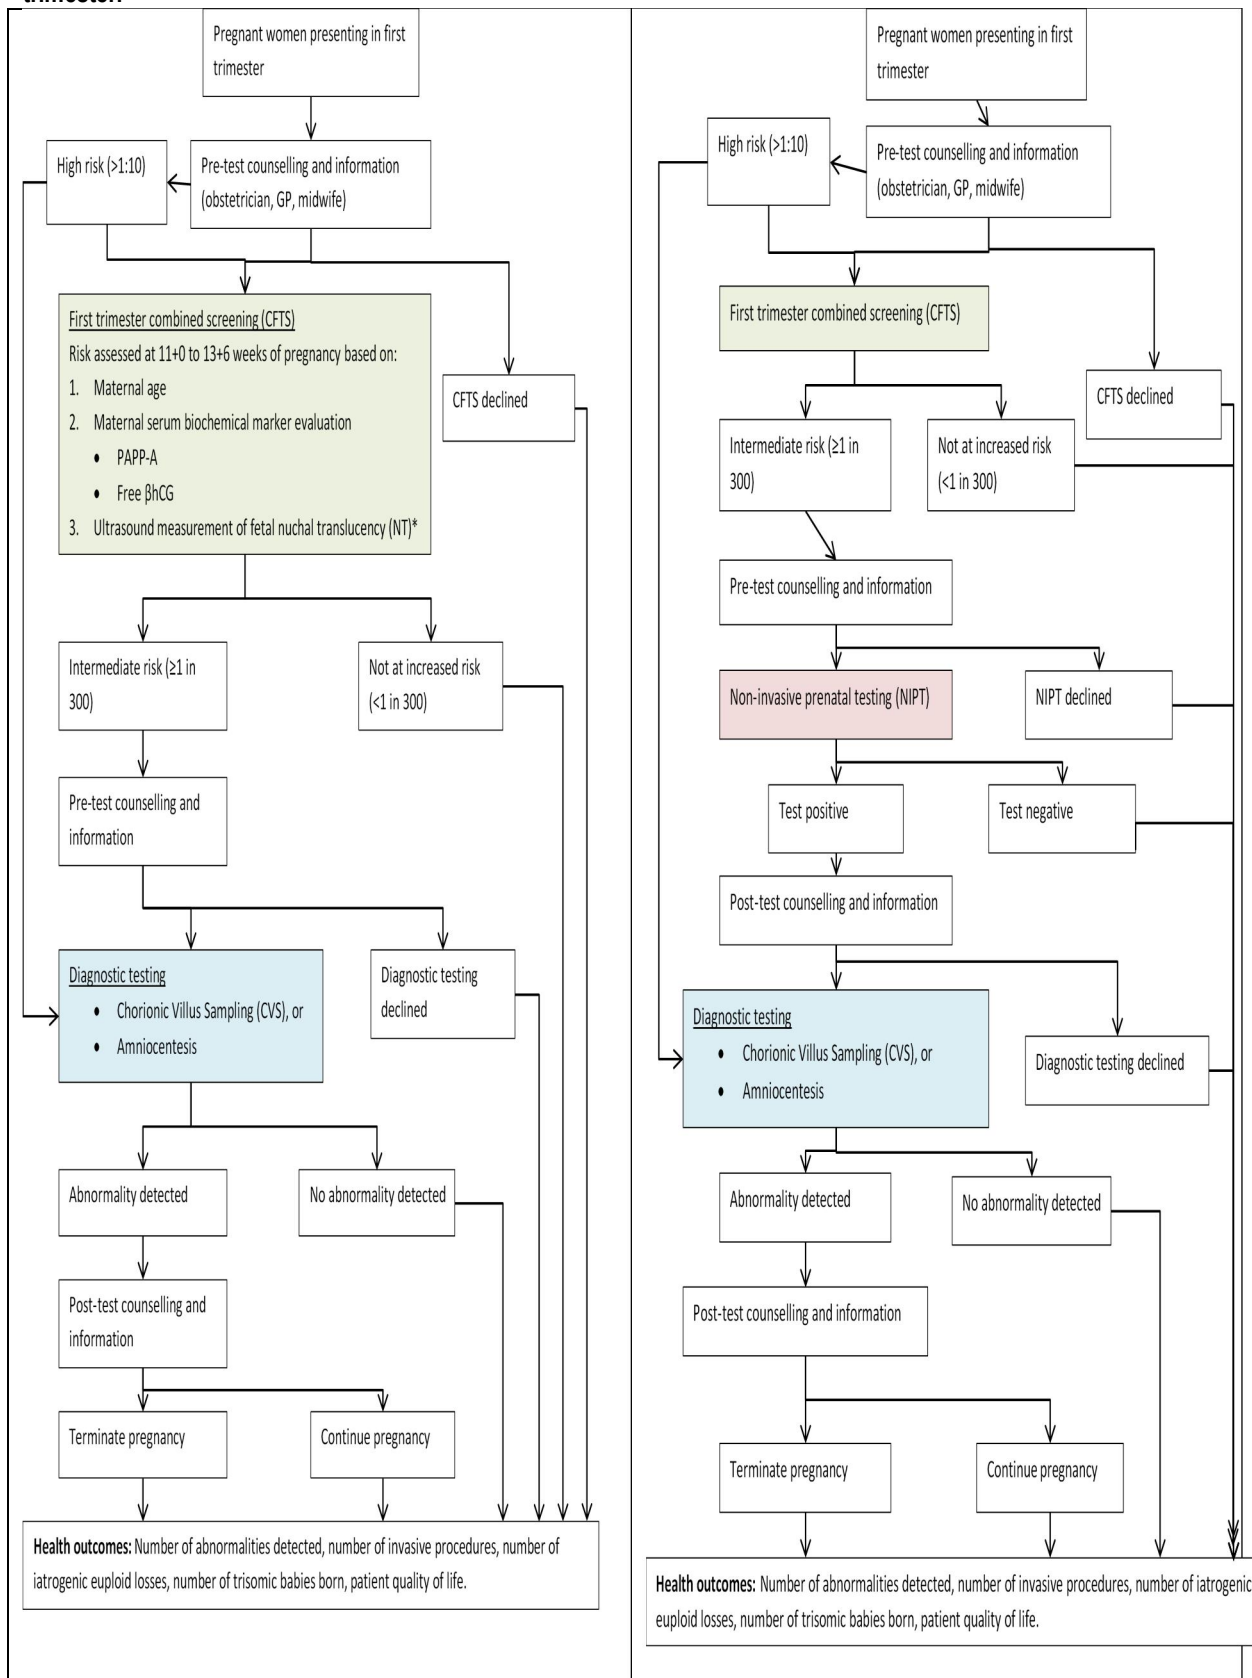 trimester.
Pregnant women presenting in first
trimester
High risk (>1:10)
Pre-test counselling and information
(obstetrician, GP, midwife)
First trimester combined screening (CFTS)
Risk assessed at 11+0 to 13+6 weeks of pregnancy based on:
1. Maternal age
2. Maternal serum biochemical marker evaluation
• PAPP-A
• Free βhCG
3. Ultrasound measurement of fetal nuchal translucency (NT)*
CFTS declined
Intermediate risk (≥1 in
300)
Not at increased risk
(<1 in 300)
Pre-test counselling and
information
Diagnostic testing
• Chorionic Villus Sampling (CVS), or
• Amniocentesis
Diagnostic testing
declined
Abnormality detected
No abnormality detected
Post-test counselling and
information
Terminate pregnancy
Continue pregnancy
Health outcomes: Number of abnormalities detected, number of invasive procedures, number of
iatrogenic euploid losses, number of trisomic babies born, patient quality of life.
Pregnant women presenting in first
trimester
High risk (>1:10)
Pre-test counselling and information
(obstetrician, GP, midwife)
First trimester combined screening (CFTS)
CFTS declined
Intermediate risk (≥1 in
300)
Not at increased risk
(<1 in 300)
Pre-test counselling and information
Non-invasive prenatal testing (NIPT)
NIPT declined
Test positive
Test negative
Post-test counselling and information
Diagnostic testing
• Chorionic Villus Sampling (CVS), or
• Amniocentesis
Diagnostic testing declined
Abnormality detected
No abnormality detected
Post-test counselling and information
Terminate pregnancy
Continue pregnancy
Health outcomes: Number of abnormalities detected, number of invasive procedures, number of iatrogenic
euploid losses, number of trisomic babies born, patient quality of life.